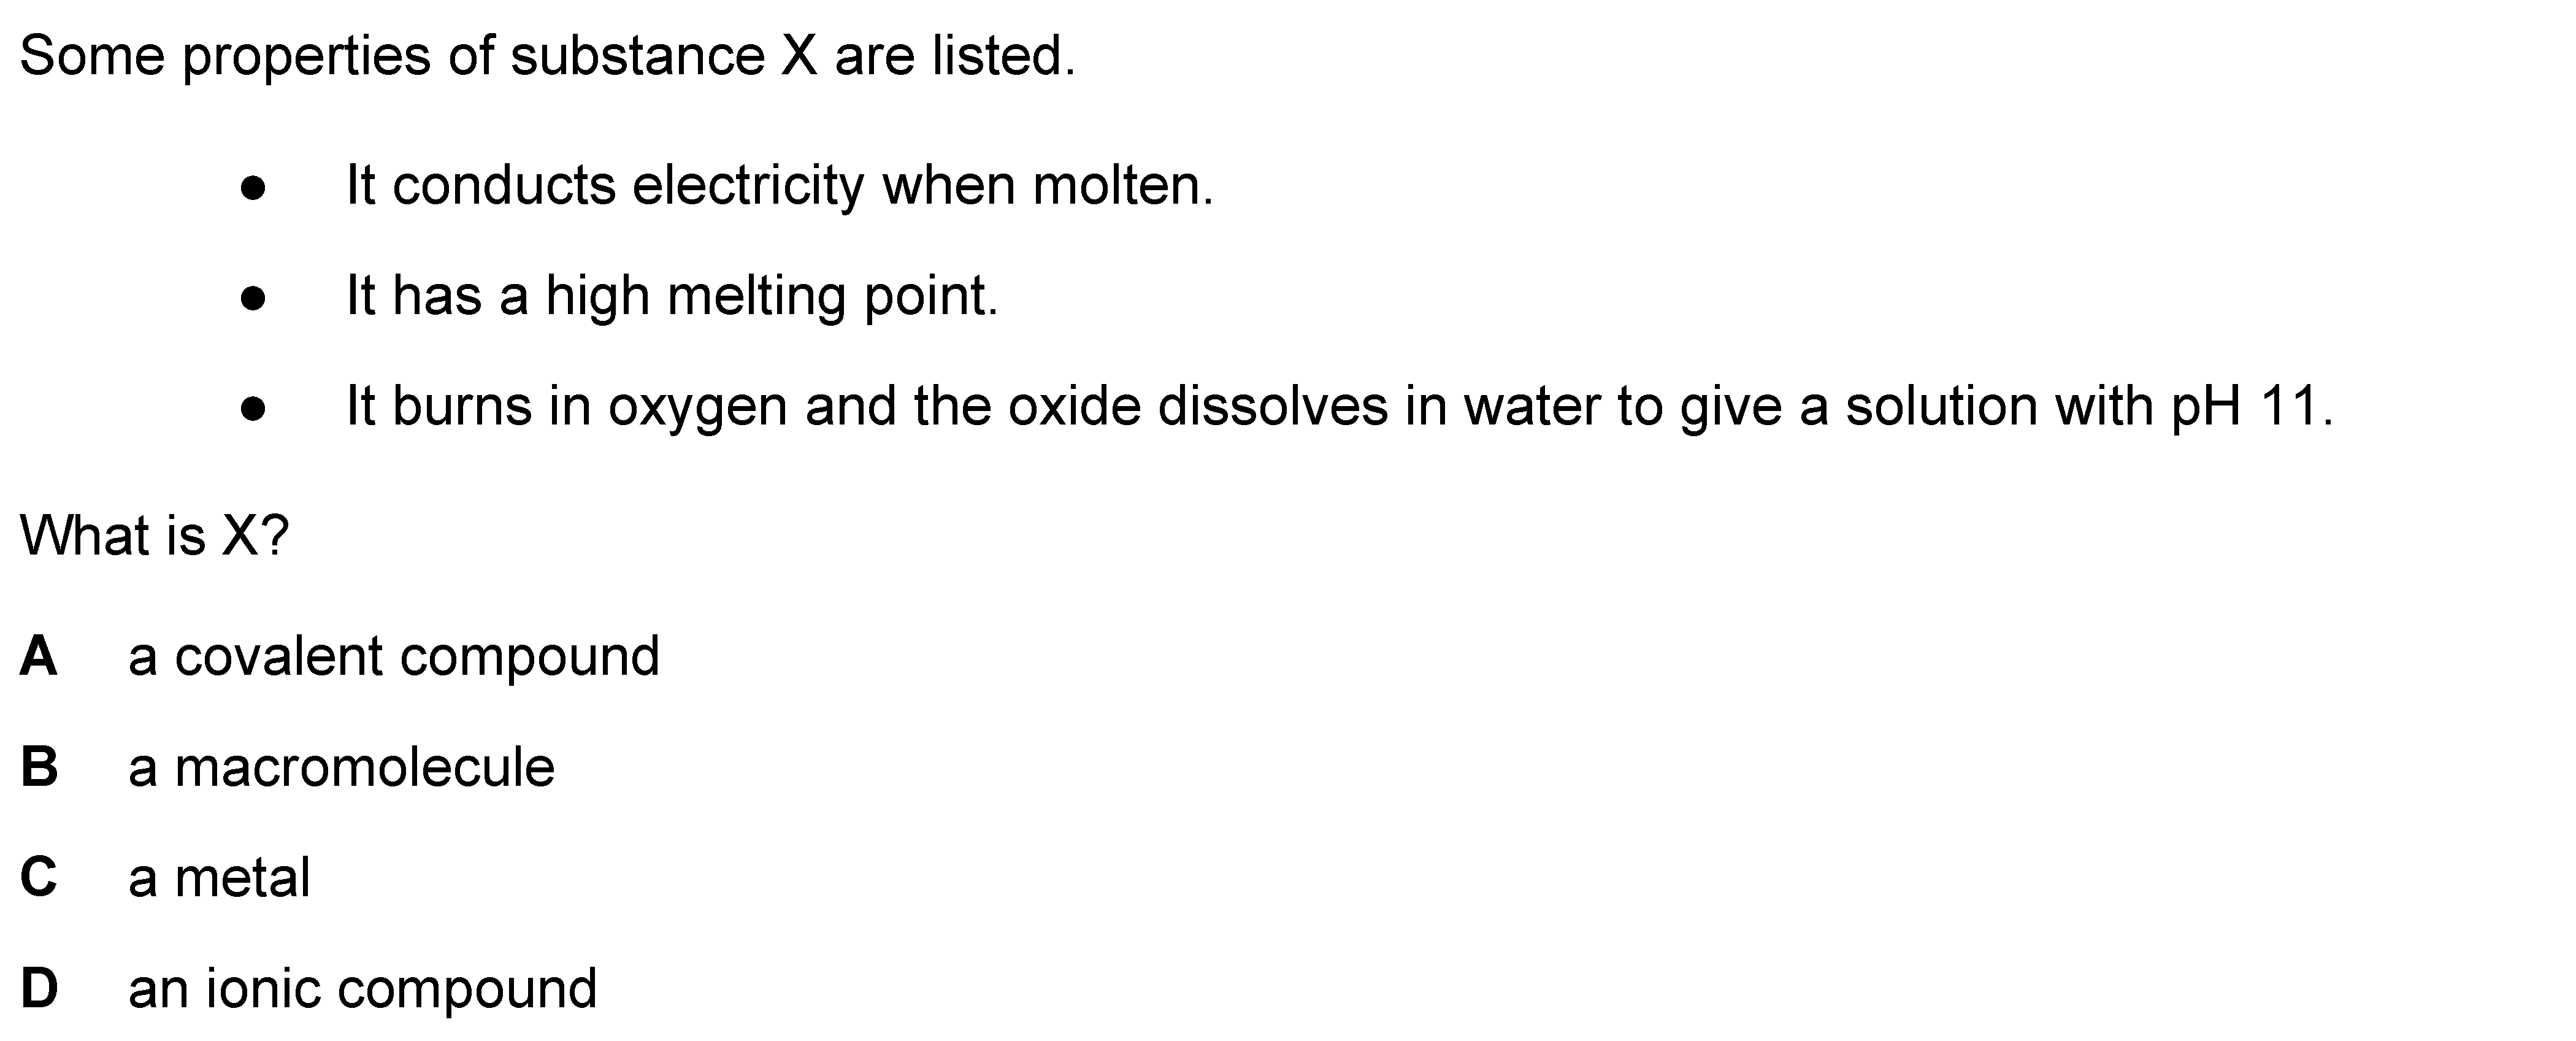 Some properties of substance X are listed.
● It conducts electricity when molten.
● It has a high melting point.
● It burns in oxygen and the oxide dissolves in water to give a solution with pH 11.
What is X?
A a covalent compound
B a macromolecule
C a metal
D an ionic compound